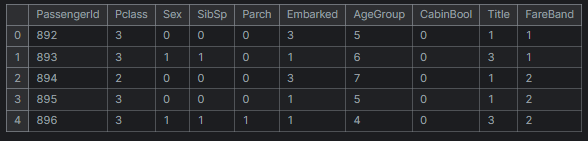 PassengerId Pclass Sex SibSp Parch Embarked AgeGroup CabinBool Title FareBand
0 892 3 0 0 0 3 5 0 1 1
1 893 3 1 1 0 1 6 0 3 1
2 894 2 0 0 0 3 7 0 1 2
3 895 3 0 0 0 1 5 0 1 2
4 896 3 1 1 1 1 4 0 3 2